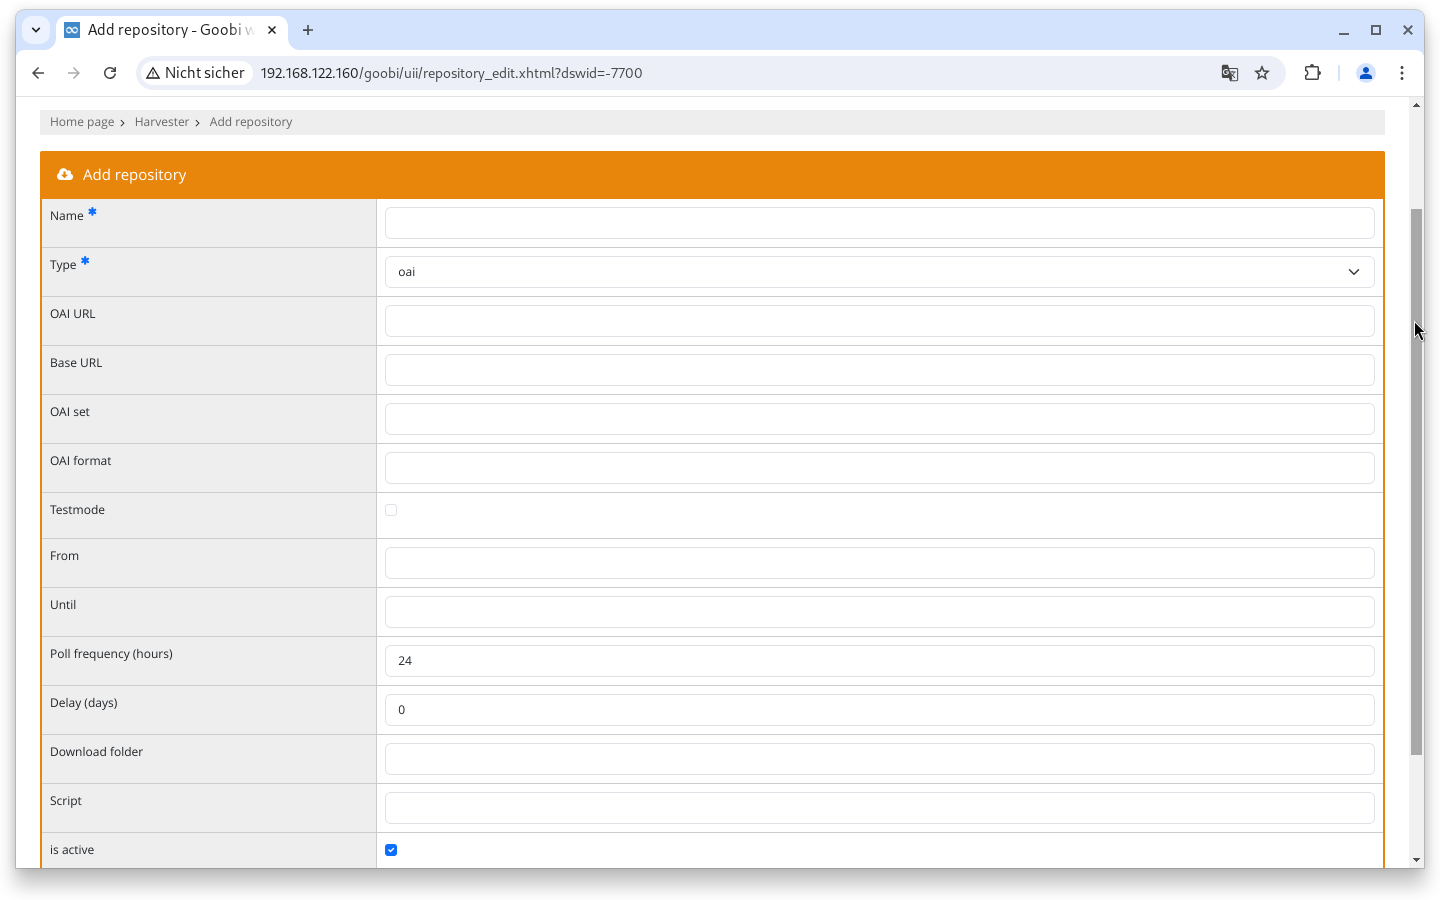 Add repository - Goobi w
Nicht sicher 192.168.122.160/goobi/uii/repository_edit.xhtml?dswid=-7700
Home page > Harvester > Add repository
Add repository
Name *
Type * oai
OAI URL
Base URL
OAI set
OAI format
Testmode
From
Until
Poll frequency (hours) 24
Delay (days) 0
Download folder
Script
is active